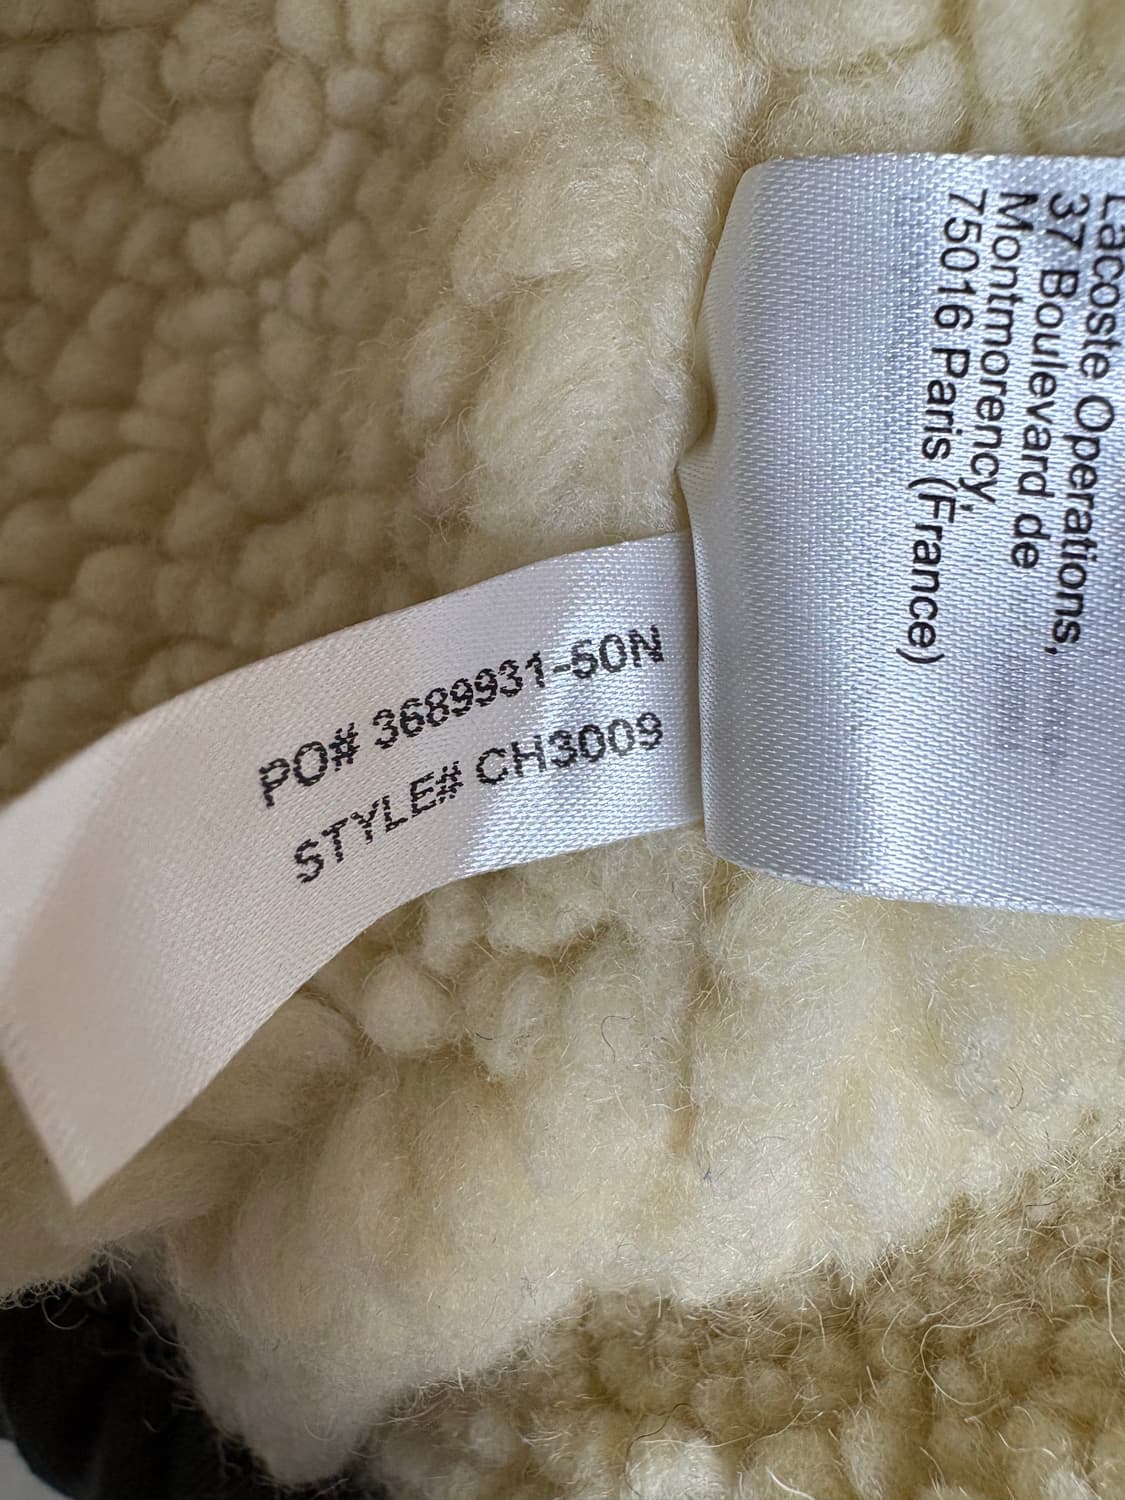 PO# 3689931-50N
STYLE# CH3009
Lacoste Operations,
37 Boulevard de
Montmorency,
75016 Paris (France)